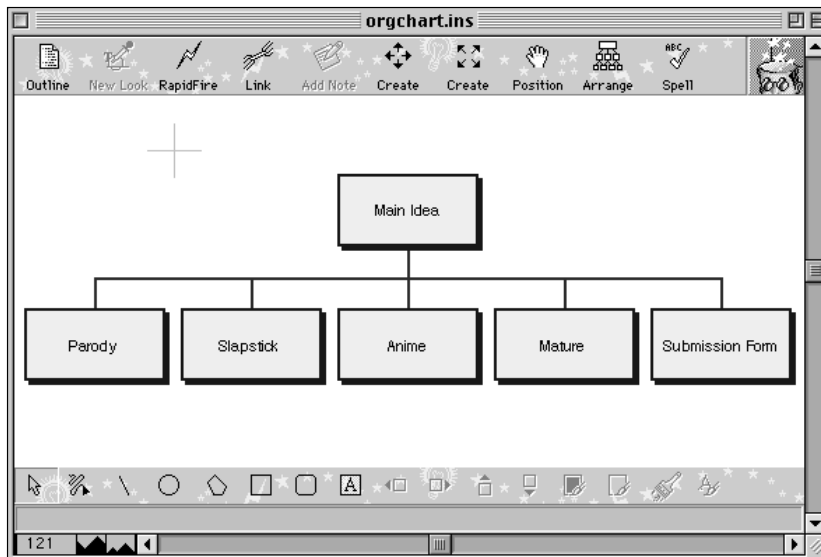 orgchart.ins
ABC
Outline New Look RapidFire Link Add Note Create Create Position Arrange Spell
Main Idea
Parody Slapstick Anime Mature Submission Form
A
121